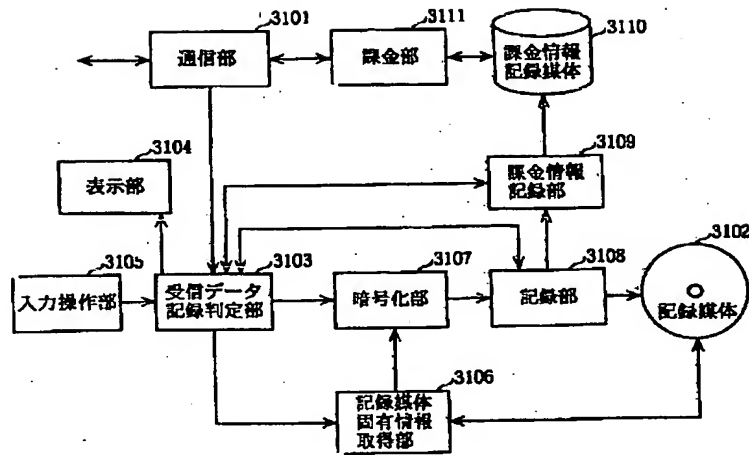 3101
通信部
3111
課金部
3110
課金情報
記録媒体
3104
表示部
3109
課金情報
記録部
3105
入力操作部
3103
受信データ
記録判定部
3107
暗号化部
3108
記録部
3102
記録媒体
3106
記録媒体
固有情報
取得部